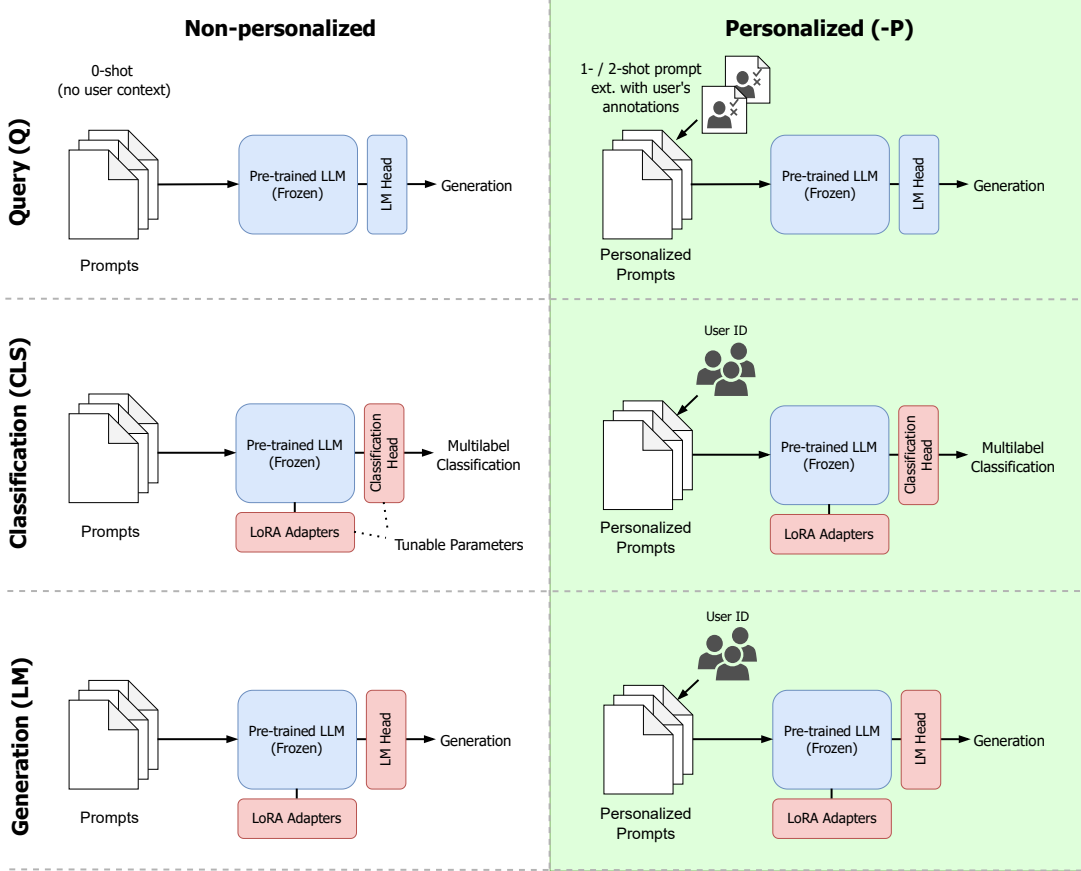 Non-personalized
Personalized (-P)
Query (Q)
0-shot
(no user context)
Prompts
Pre-trained LLM
(Frozen)
LM Head
Generation
1- / 2-shot prompt
ext. with user's
annotations
Personalized
Prompts
Pre-trained LLM
(Frozen)
LM Head
Generation
Classification (CLS)
Prompts
Pre-trained LLM
(Frozen)
Classification
Head
Multilabel
Classification
LoRA Adapters
Tunable Parameters
User ID
Personalized
Prompts
Pre-trained LLM
(Frozen)
Classification
Head
Multilabel
Classification
LoRA Adapters
Generation (LM)
Prompts
Pre-trained LLM
(Frozen)
LM Head
Generation
LoRA Adapters
User ID
Personalized
Prompts
Pre-trained LLM
(Frozen)
LM Head
Generation
LoRA Adapters